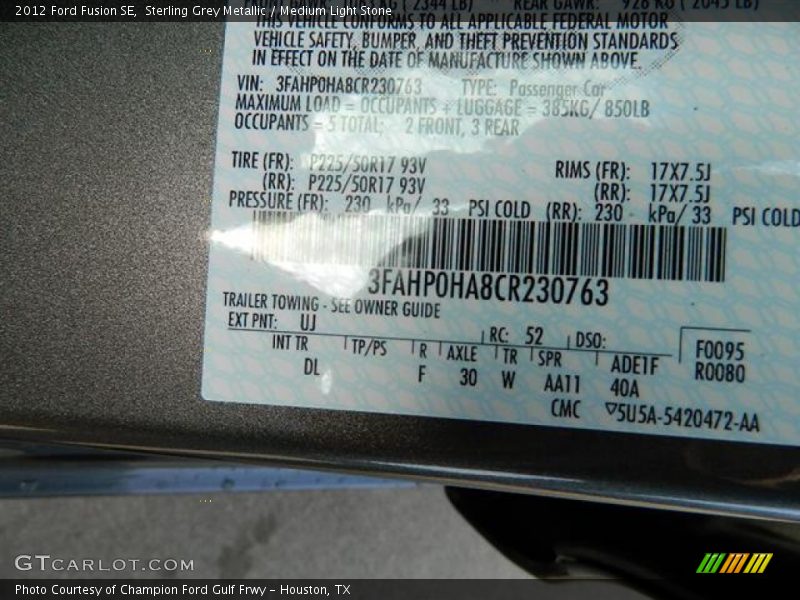 2012 Ford Fusion SE,  Sterling Grey Metallic / Medium Light Stone
THIS VEHICLE CONFORMS TO ALL APPLICABLE FEDERAL MOTOR
VEHICLE SAFETY, BUMPER, AND THEFT PREVENTION STANDARDS
IN EFFECT ON THE DATE OF MANUFACTURE SHOWN ABOVE.
VIN: 3FAHP0HA8CR230763 TYPE: Passenger Car
MAXIMUM LOAD = OCCUPANTS + LUGGAGE = 385KG/ 850LB
OCCUPANTS = 5 TOTAL; 2 FRONT, 3 REAR
TIRE (FR): P225/50R17 93V RIMS (FR): 17X7.5J
(RR): P225/50R17 93V (RR): 17X7.5J
PRESSURE (FR): 230 kPa/ 33 PSI COLD (RR): 230 kPa/ 33 PSI COLD
3FAHP0HA8CR230763
TRAILER TOWING - SEE OWNER GUIDE
EXT PNT: UJ RC: 52 DSO: F0095
INT TR TP/PS R AXLE TR SPR ADE1F R0080
DL F 30 W AA11 40A
CMC ▽5U5A-5420472-AA
GTCARLOT.COM
Photo Courtesy of Champion Ford Gulf Frwy - Houston, TX